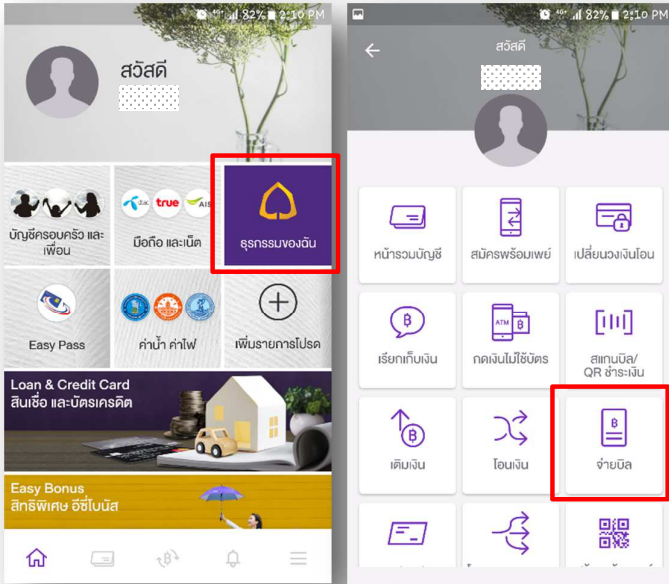 4G+ 82% 2:10 PM
สวัสดี
dtac true AIS
บัญชีครอบครัว และ
เพื่อน
มือถือ และเน็ต
ธุรกรรมของฉัน
Easy Pass
ค่าน้ำ ค่าไฟ
เพิ่มรายการโปรด
Loan & Credit Card
สินเชื่อ และบัตรเครดิต
Easy Bonus
สิทธิพิเศษ อีซี่โบนัส
4G+ 82% 2:10 PM
สวัสดี
หน้ารวมบัญชี
สมัครพร้อมเพย์
เปลี่ยนวงเงินโอน
฿
ATM ฿
เรียกเก็บเงิน
กดเงินไม่ใช้บัตร
สแกนบิล/
QR ชำระเงิน
฿
฿
เติมเงิน
โอนเงิน
จ่ายบิล